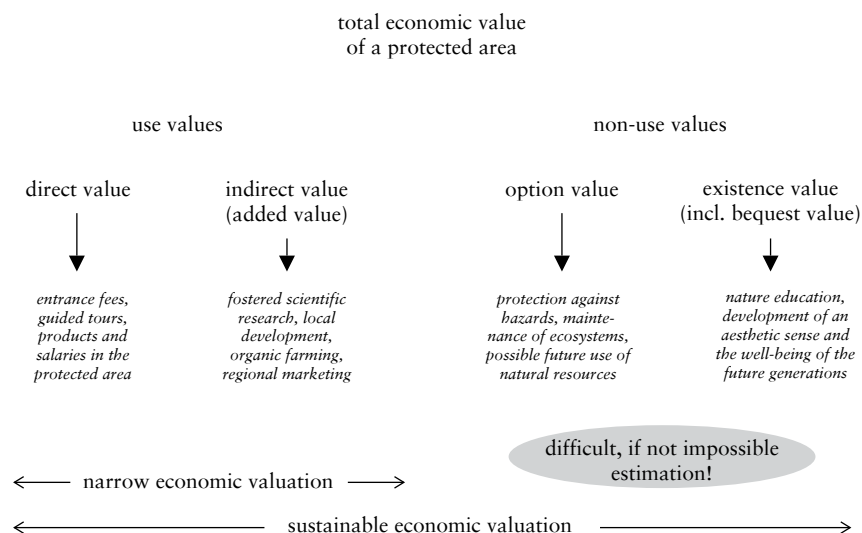 total economic value
of a protected area
use values
non-use values
direct value
indirect value
(added value)
option value
existence value
(incl. bequest value)
entrance fees,
guided tours,
products and
salaries in the
protected area
fostered scientific
research, local
development,
organic farming,
regional marketing
protection against
hazards, mainte-
nance of ecosystems,
possible future use of
natural resources
nature education,
development of an
aesthetic sense and
the well-being of the
future generations
difficult, if not impossible
estimation!
narrow economic valuation
sustainable economic valuation